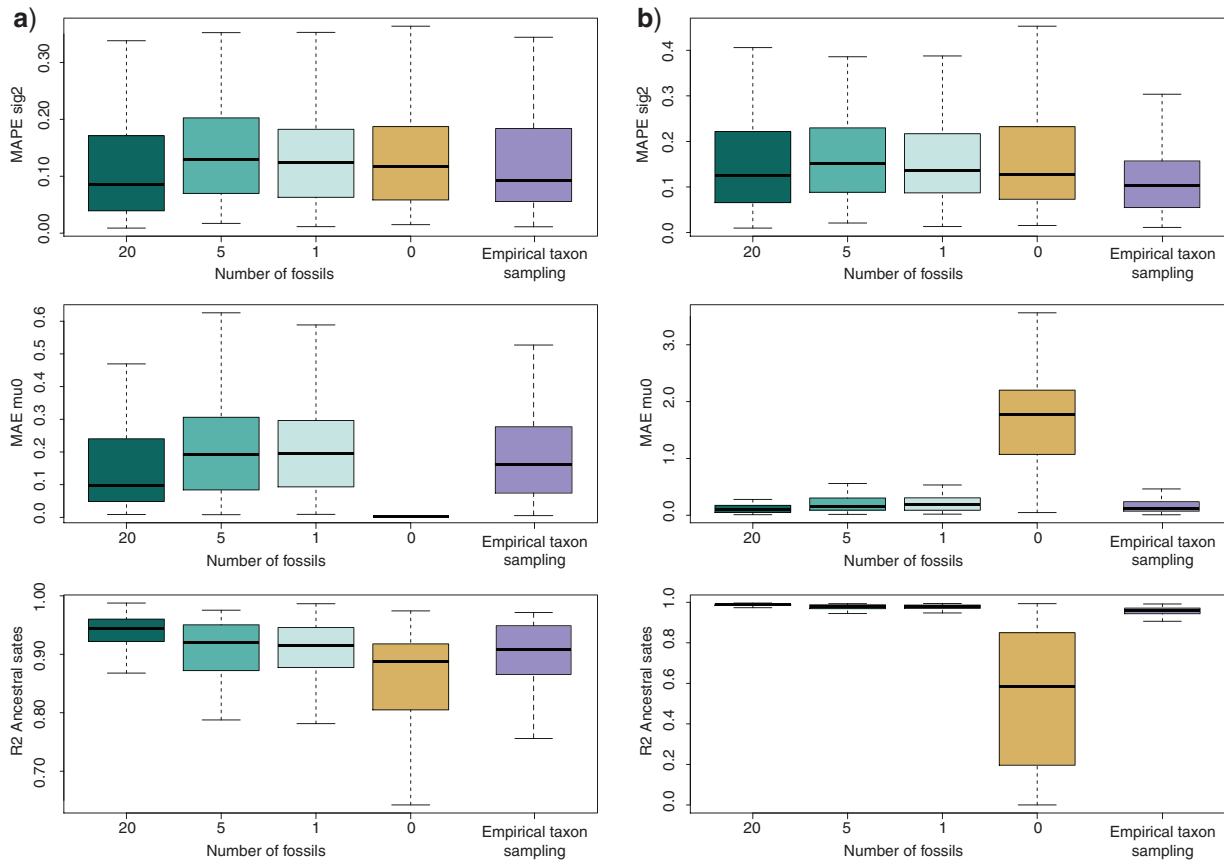 a)
MAPE sig2
0.30
0.20
0.10
0.00
20
5
1
0
Empirical taxon
sampling
Number of fossils
MAE mu0
0.6
0.5
0.4
0.3
0.2
0.1
0.0
20
5
1
0
Empirical taxon
sampling
Number of fossils
R2 Ancestral sates
1.00
0.90
0.80
0.70
20
5
1
0
Empirical taxon
sampling
Number of fossils
b)
MAPE sig2
0.4
0.3
0.2
0.1
0.0
20
5
1
0
Empirical taxon
sampling
Number of fossils
MAE mu0
3.0
2.0
1.0
0.0
20
5
1
0
Empirical taxon
sampling
Number of fossils
R2 Ancestral sates
1.0
0.8
0.6
0.4
0.2
0.0
20
5
1
0
Empirical taxon
sampling
Number of fossils